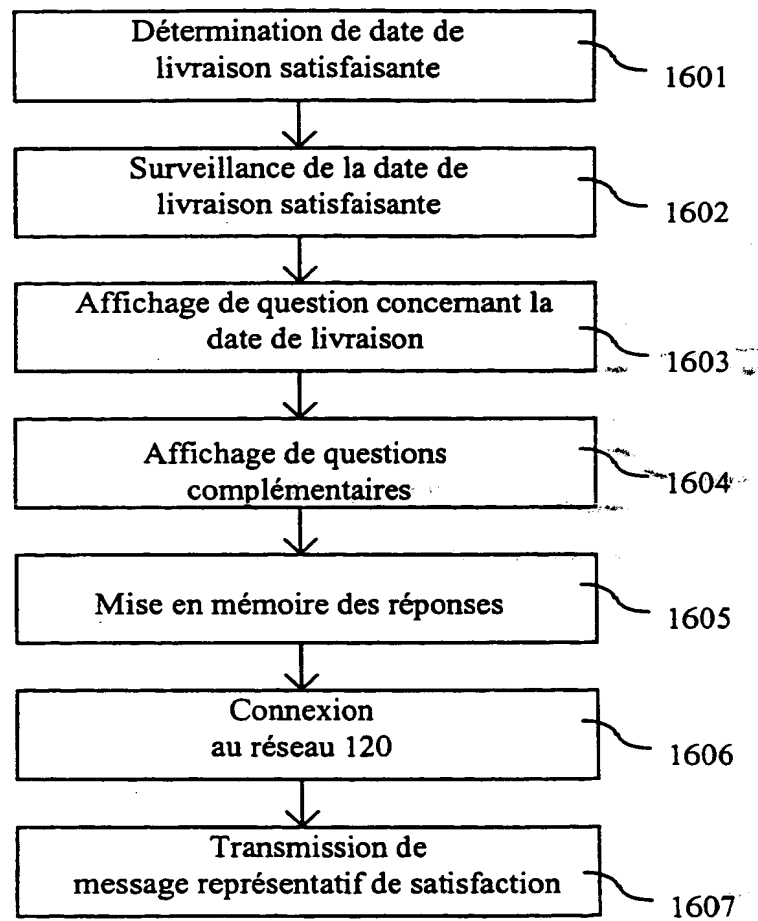 Détermination de date de
livraison satisfaisante
1601
Surveillance de la date de
livraison satisfaisante
1602
Affichage de question concernant la
date de livraison
1603
Affichage de questions
complémentaires
1604
Mise en mémoire des réponses
1605
Connexion
au réseau 120
1606
Transmission de
message représentatif de satisfaction
1607